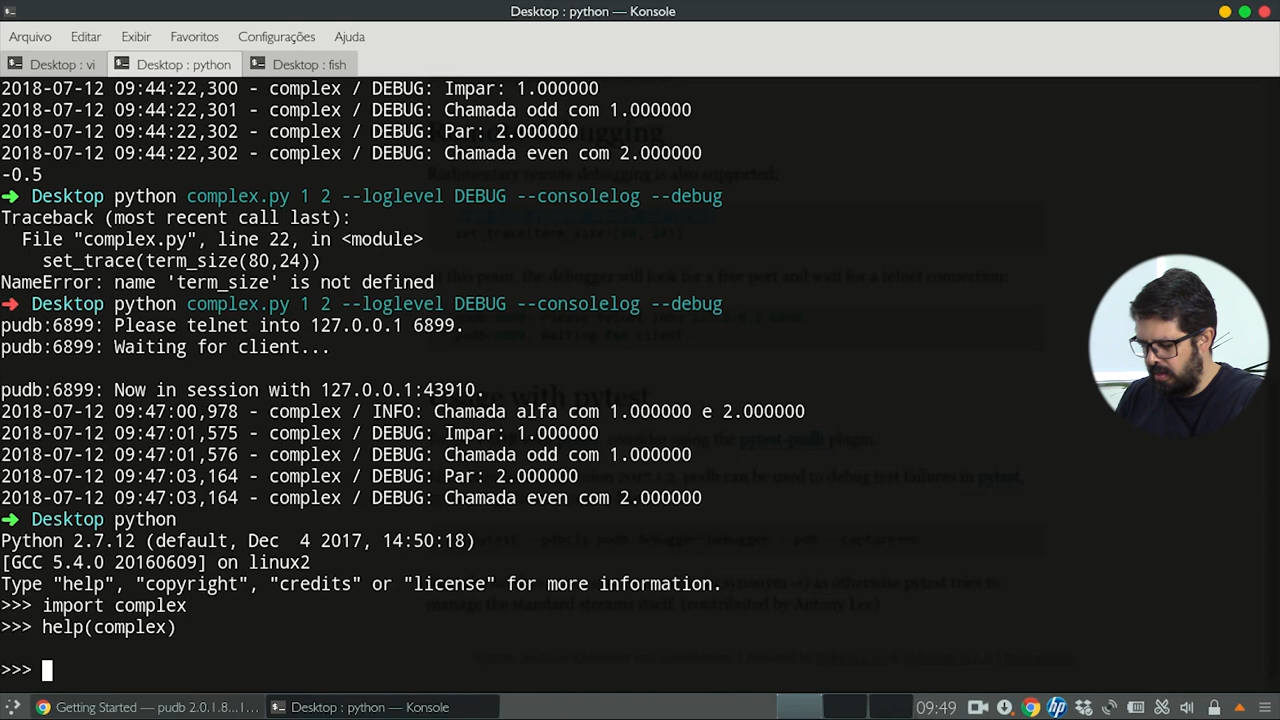 Desktop : python — Konsole
Arquivo Editar Exibir Favoritos Configurações Ajuda
Desktop : vi Desktop : python Desktop : fish
2018-07-12 09:44:22,300 - complex / DEBUG: Impar: 1.000000
2018-07-12 09:44:22,301 - complex / DEBUG: Chamada odd com 1.000000
2018-07-12 09:44:22,302 - complex / DEBUG: Par: 2.000000
2018-07-12 09:44:22,302 - complex / DEBUG: Chamada even com 2.000000
-0.5
➜ Desktop python complex.py 1 2 --loglevel DEBUG --consolelog --debug
Traceback (most recent call last):
File "complex.py", line 22, in <module>
set_trace(term_size(80,24))
NameError: name 'term_size' is not defined
➜ Desktop python complex.py 1 2 --loglevel DEBUG --consolelog --debug
pudb:6899: Please telnet into 127.0.0.1 6899.
pudb:6899: Waiting for client...
pudb:6899: Now in session with 127.0.0.1:43910.
2018-07-12 09:47:00,978 - complex / INFO: Chamada alfa com 1.000000 e 2.000000
2018-07-12 09:47:01,575 - complex / DEBUG: Impar: 1.000000
2018-07-12 09:47:01,576 - complex / DEBUG: Chamada odd com 1.000000
2018-07-12 09:47:03,164 - complex / DEBUG: Par: 2.000000
2018-07-12 09:47:03,164 - complex / DEBUG: Chamada even com 2.000000
➜ Desktop python
Python 2.7.12 (default, Dec 4 2017, 14:50:18)
[GCC 5.4.0 20160609] on linux2
Type "help", "copyright", "credits" or "license" for more information.
>>> import complex
>>> help(complex)
>>>
Getting Started — pudb 2.0.1.8...1... Desktop : python — Konsole 09:49